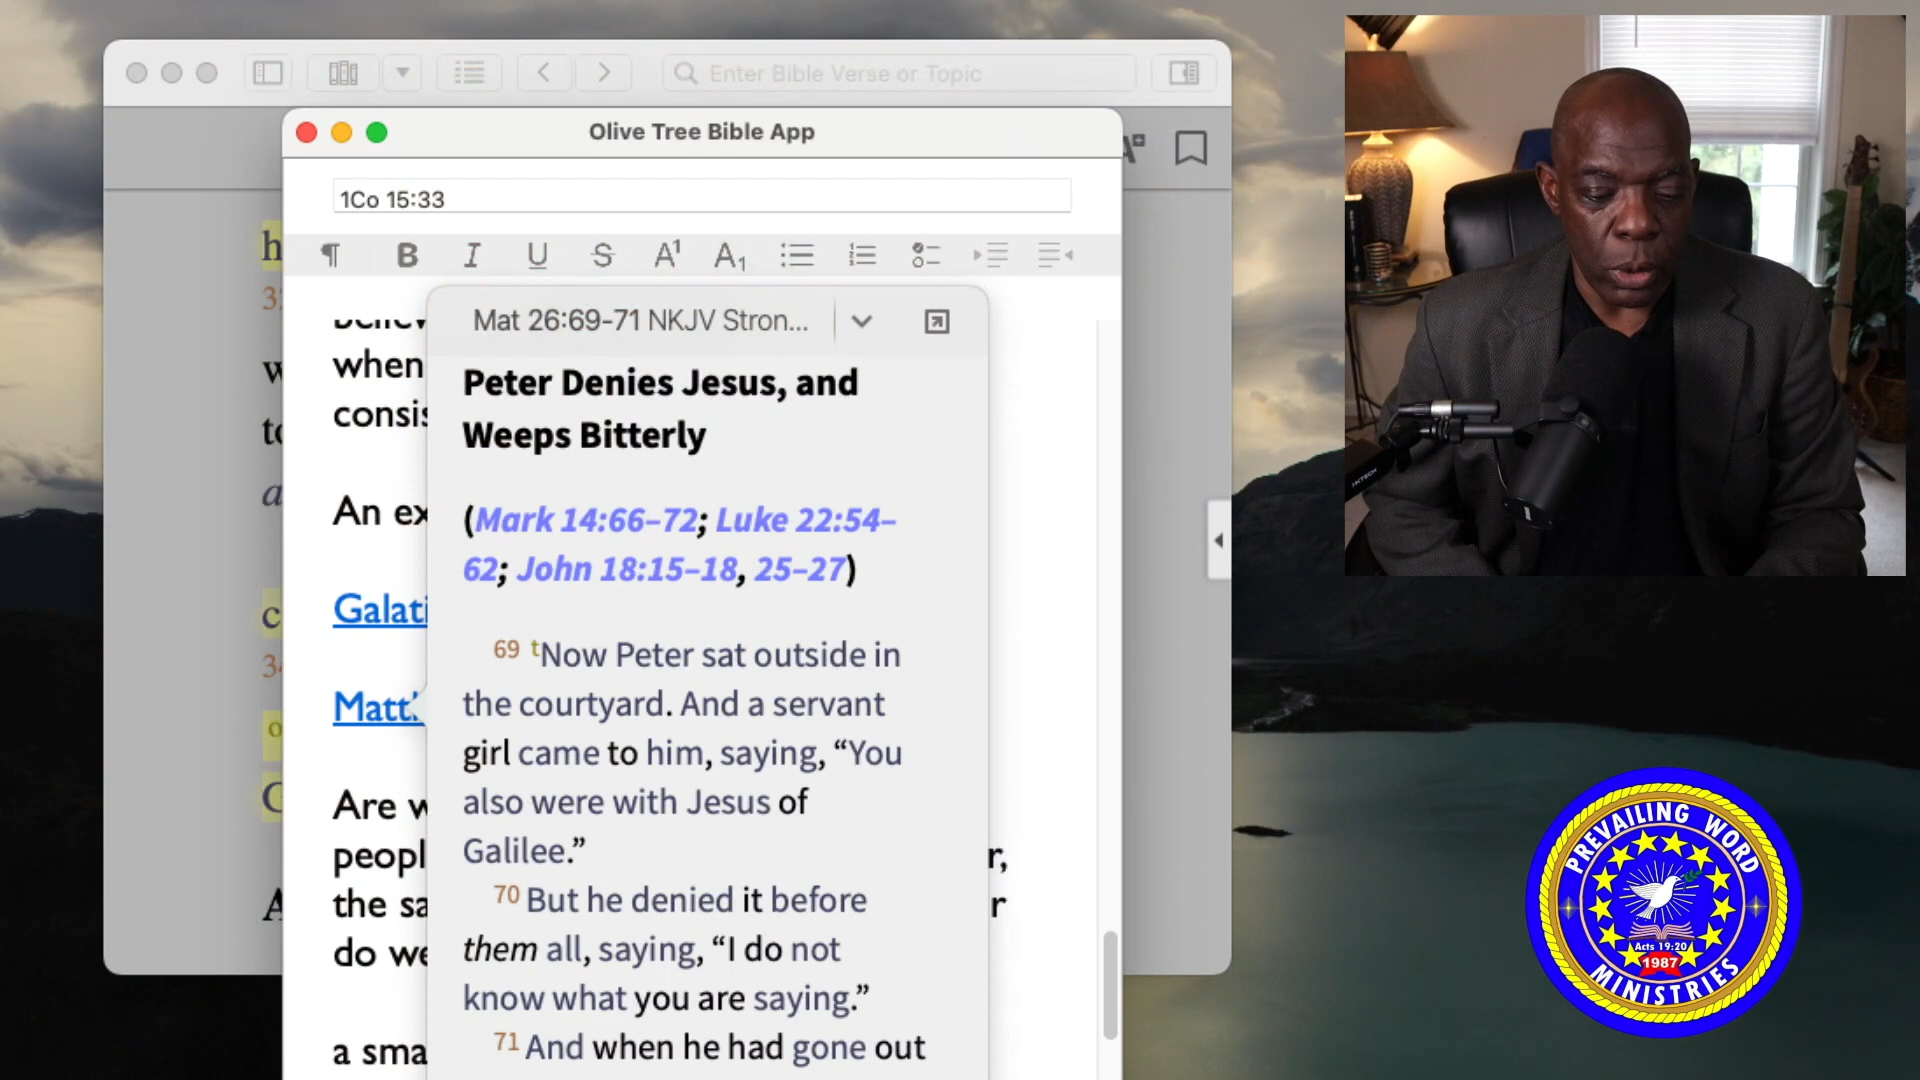 Enter Bible Verse or Topic
Olive Tree Bible App
1Co 15:33
Mat 26:69-71 NKJV Stron...
when
consis
An ex
Galati
Matth
Are w
peopl
the sa
do we
a sma
r,
r
Peter Denies Jesus, and
Weeps Bitterly
(Mark 14:66–72; Luke 22:54–
62; John 18:15–18, 25–27)
69 tNow Peter sat outside in
the courtyard. And a servant
girl came to him, saying, “You
also were with Jesus of
Galilee.”
70 But he denied it before
them all, saying, “I do not
know what you are saying.”
71 And when he had gone out
PREVAILING WORD
Acts 19:20
1987
MINISTRIES